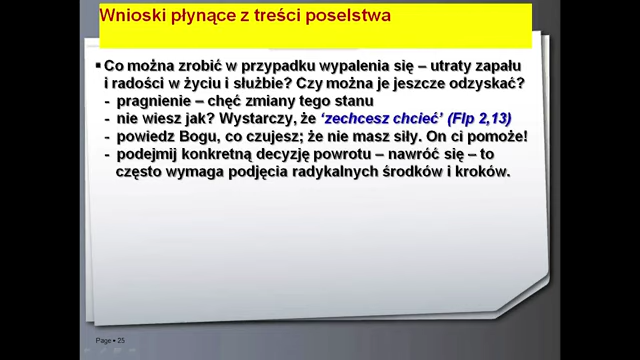 Wnioski płynące z treści poselstwa
▪ Co można zrobić w przypadku wypalenia się – utraty zapału
i radości w życiu i służbie? Czy można je jeszcze odzyskać?
- pragnienie – chęć zmiany tego stanu
- nie wiesz jak? Wystarczy, że ‘zechcesz chcieć’ (Flp 2,13)
- powiedz Bogu, co czujesz; że nie masz siły. On ci pomoże!
- podejmij konkretną decyzję powrotu – nawróć się – to
często wymaga podjęcia radykalnych środków i kroków.
Page ▪ 25